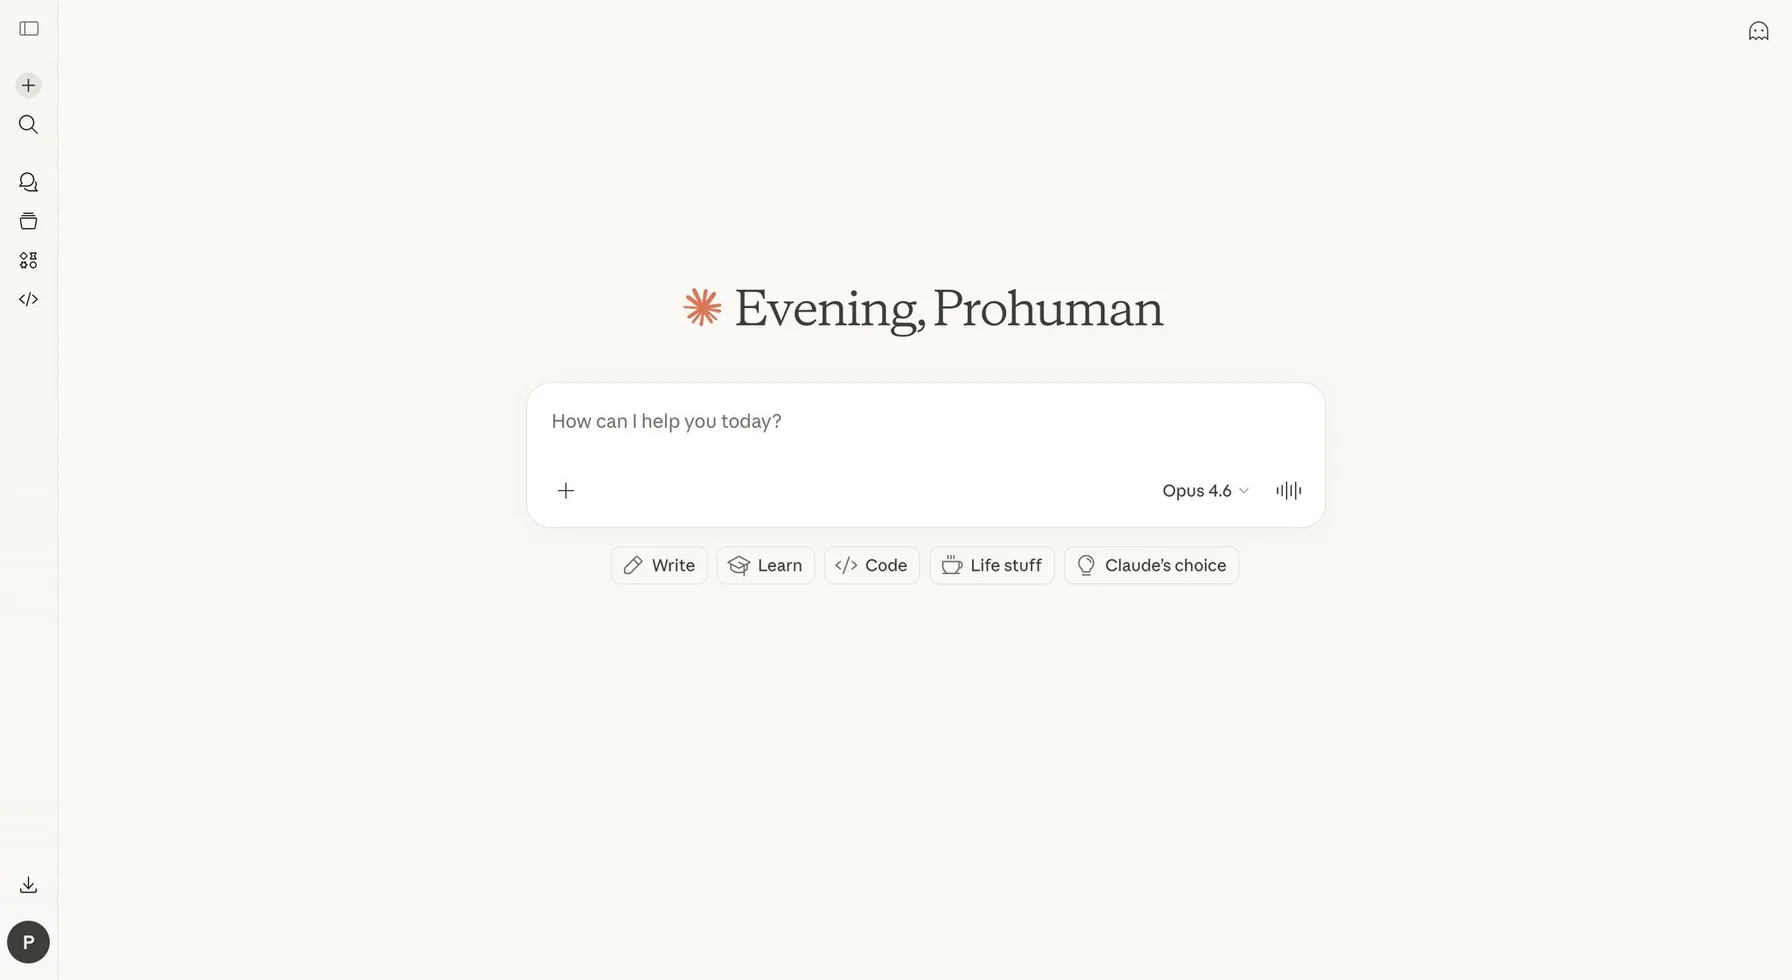 Evening, Prohuman
How can I help you today?
Opus 4.6
Write
Learn
Code
Life stuff
Claude's choice
P